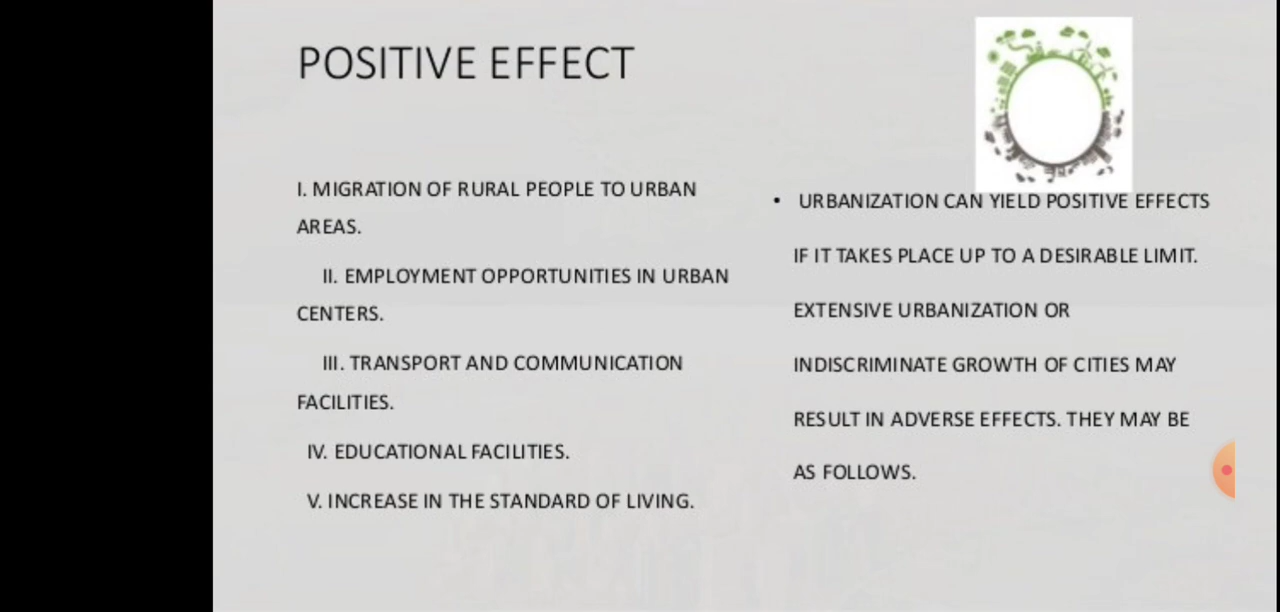 POSITIVE EFFECT
I. MIGRATION OF RURAL PEOPLE TO URBAN
AREAS.
II. EMPLOYMENT OPPORTUNITIES IN URBAN
CENTERS.
III. TRANSPORT AND COMMUNICATION
FACILITIES.
IV. EDUCATIONAL FACILITIES.
V. INCREASE IN THE STANDARD OF LIVING.
• URBANIZATION CAN YIELD POSITIVE EFFECTS
IF IT TAKES PLACE UP TO A DESIRABLE LIMIT.
EXTENSIVE URBANIZATION OR
INDISCRIMINATE GROWTH OF CITIES MAY
RESULT IN ADVERSE EFFECTS. THEY MAY BE
AS FOLLOWS.